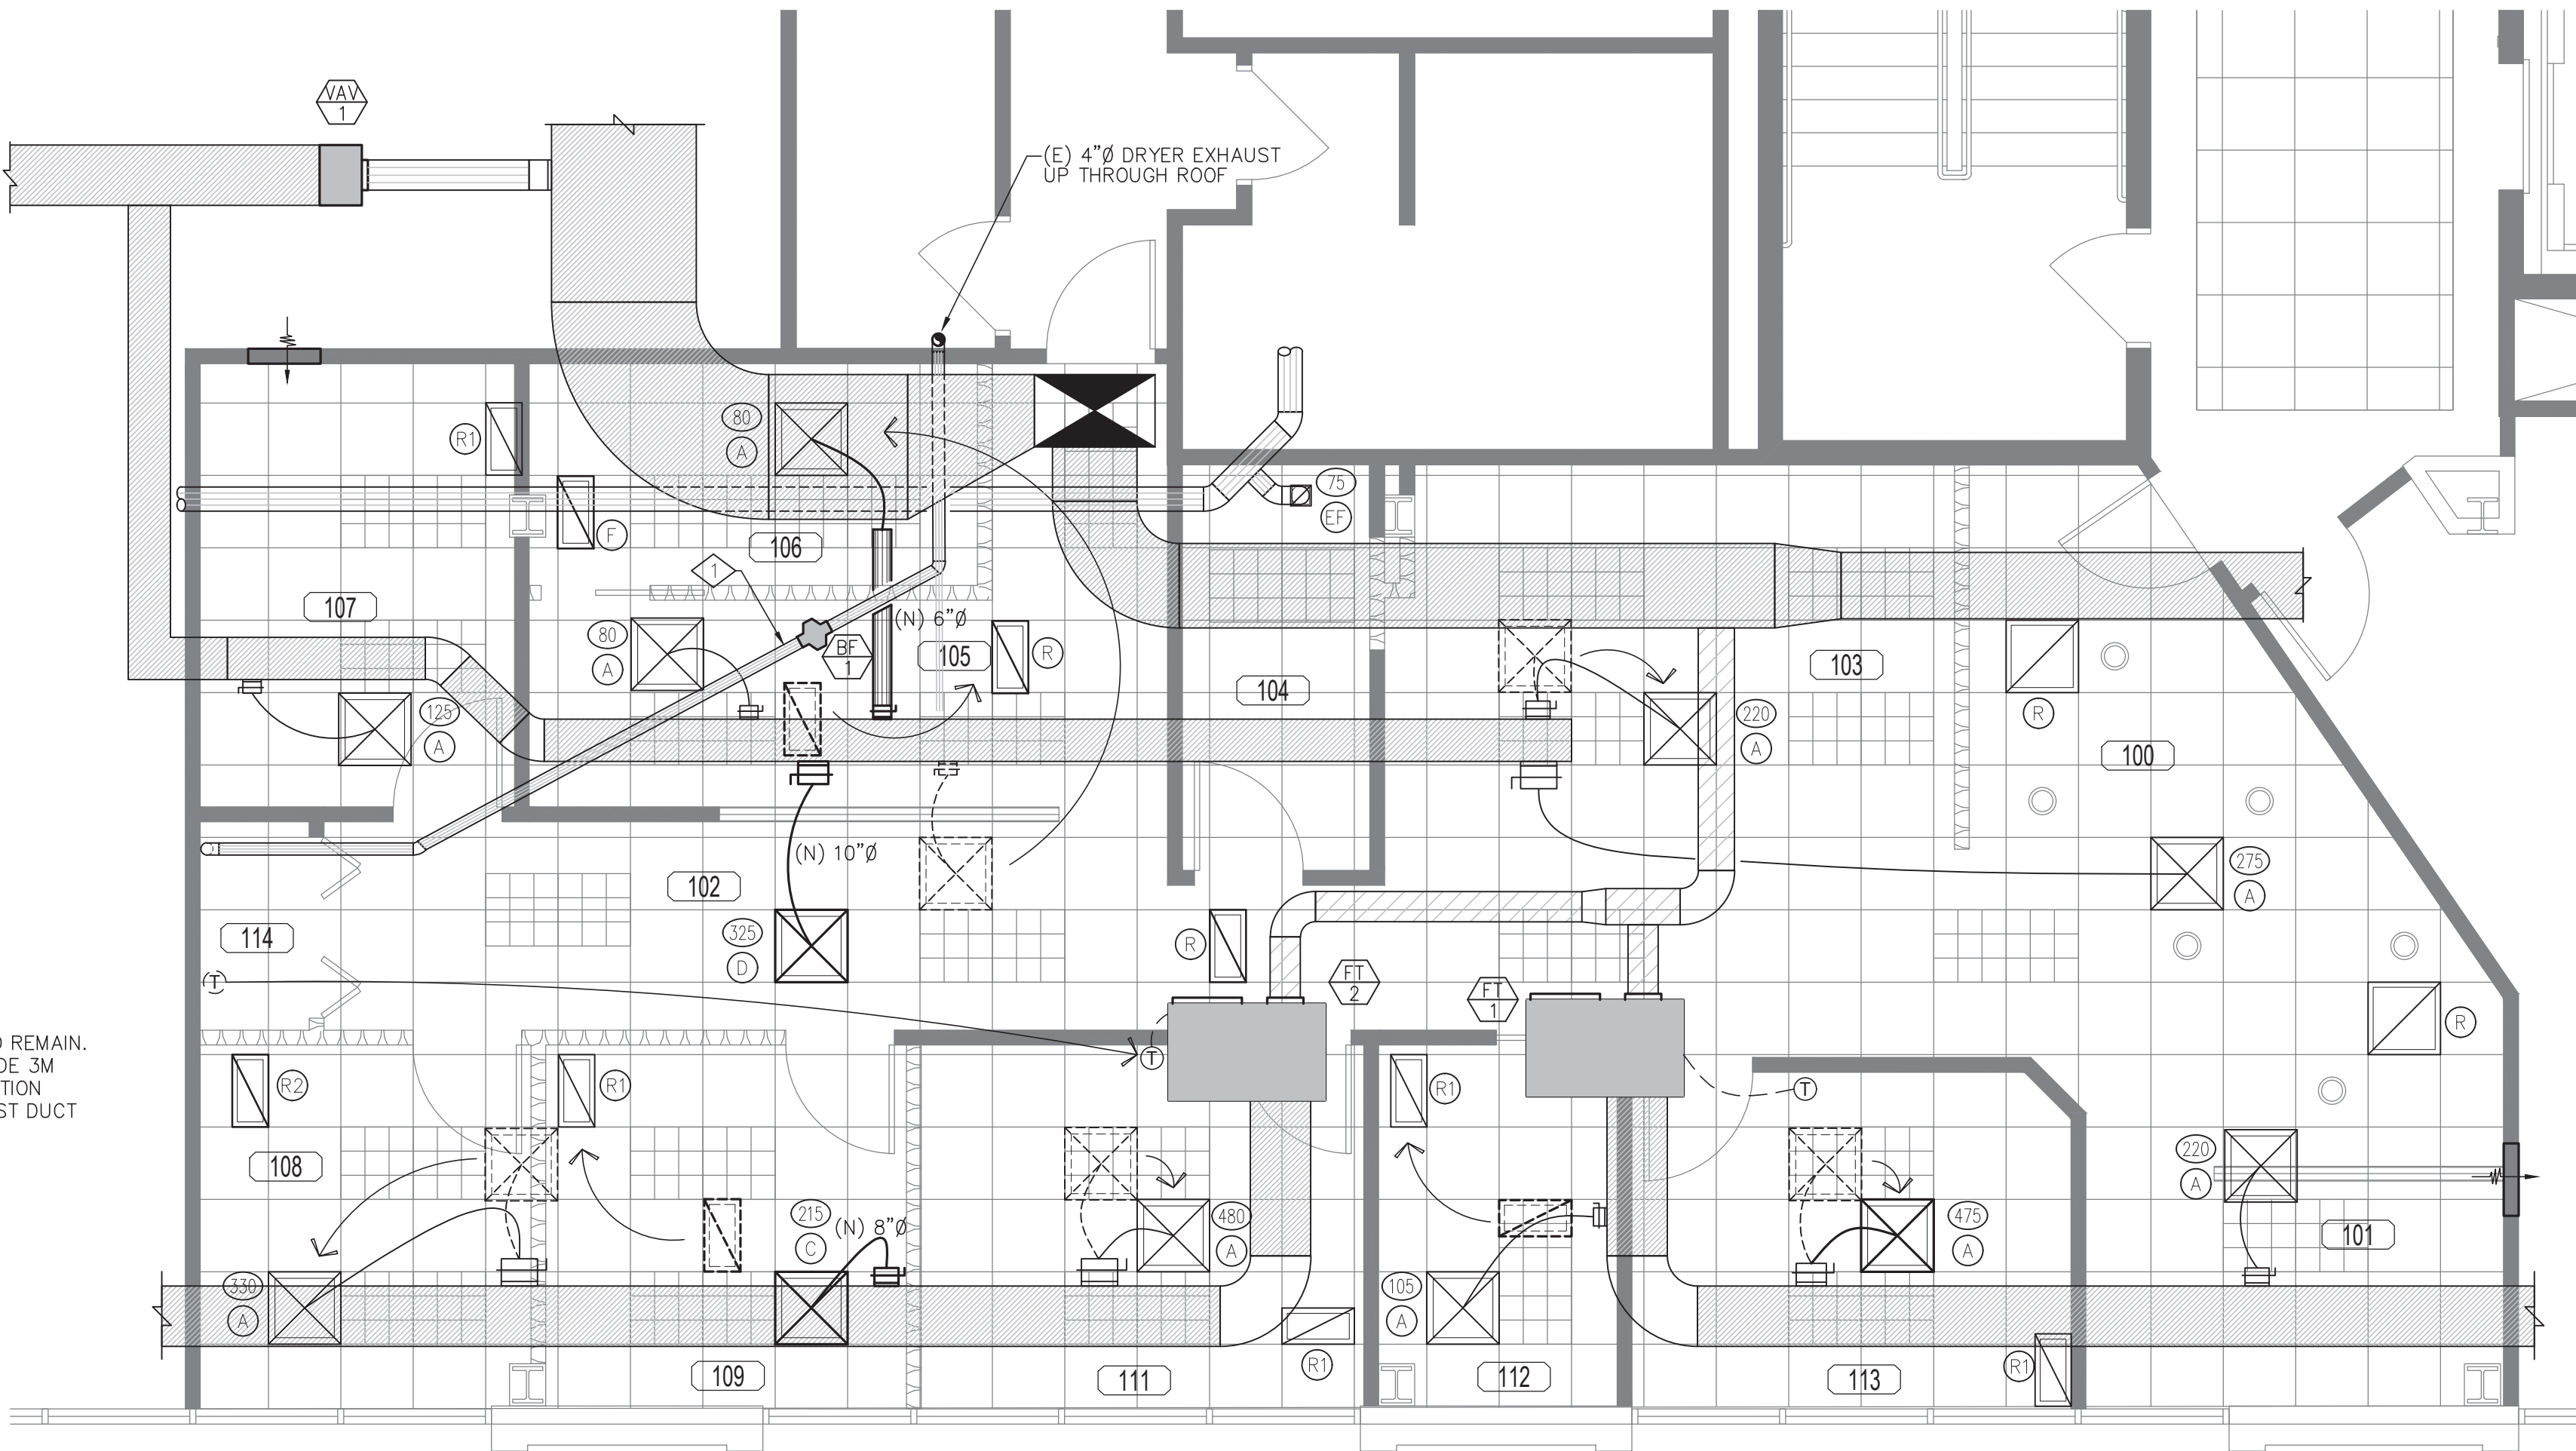 VAV
1
(E) 4"Ø DRYER EXHAUST
UP THROUGH ROOF
80
A
R1
F
75
EF
106
1
107
(N) 6"Ø
80
A
BF
1
105
R
104
103
R
125
A
220
A
100
(N) 10"Ø
275
A
102
114
325
D
R
FT
2
FT
1
T
R
REMAIN.
3M
T
R2
R1
R1
T
ST DUCT
108
220
A
215
C
(N) 8"Ø
480
A
475
A
101
330
A
105
A
R1
R1
109
111
112
113